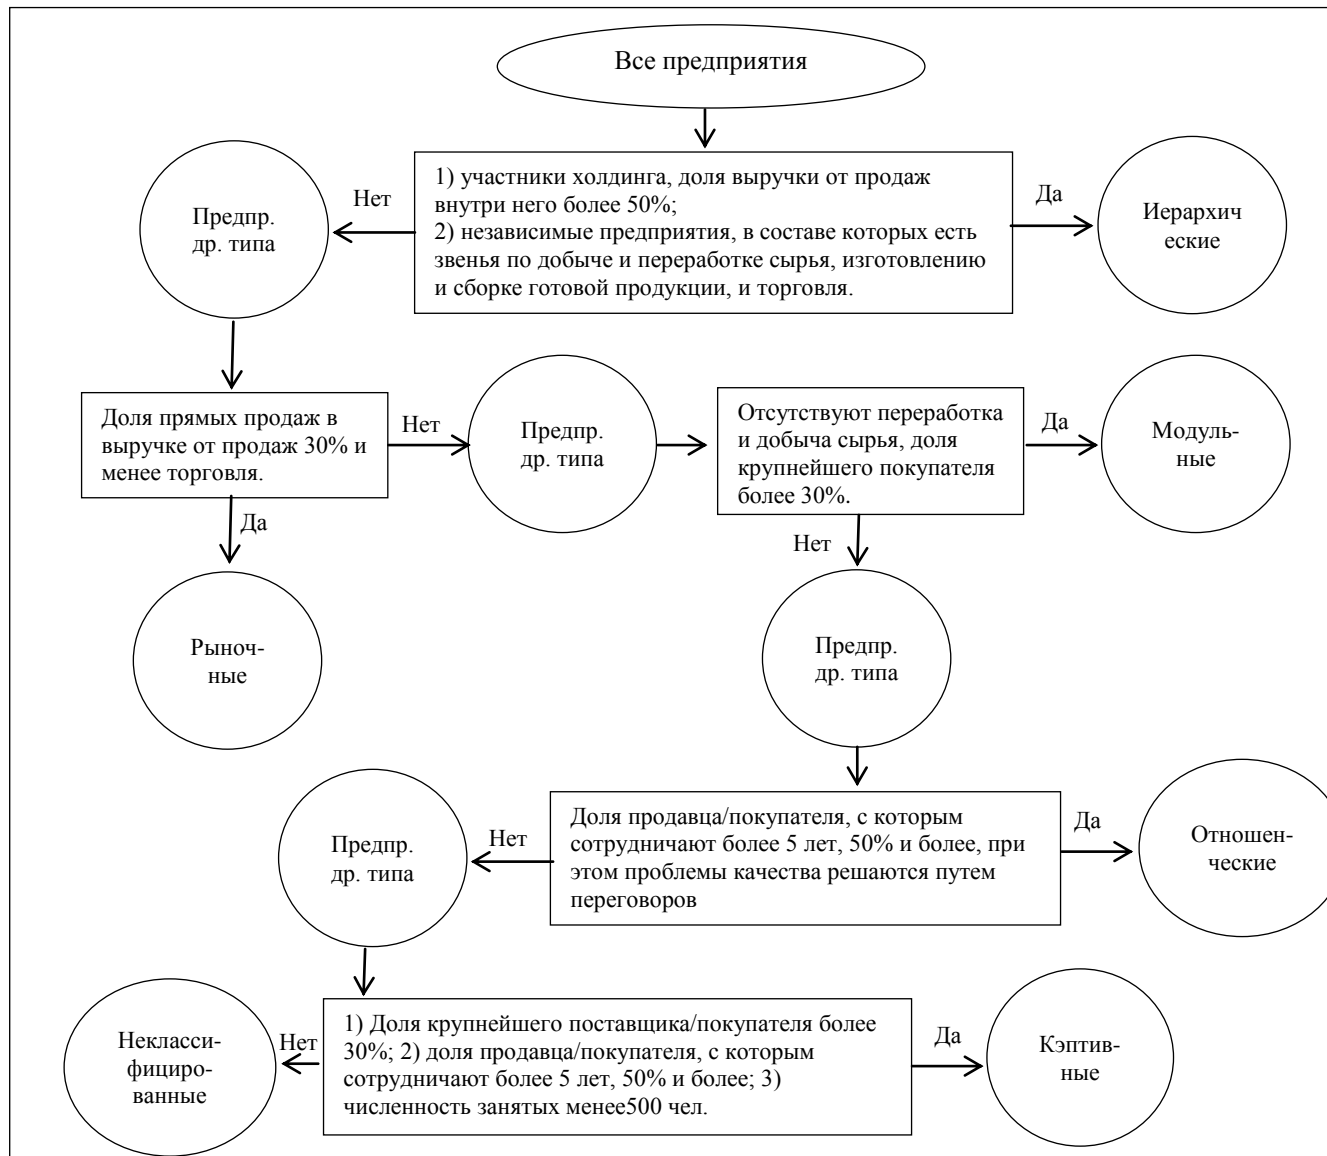 Все предприятия
1) участники холдинга, доля выручки от продаж
внутри него более 50%;
2) независимые предприятия, в составе которых есть
звенья по добыче и переработке сырья, изготовлению
и сборке готовой продукции, и торговля.
Нет
Да
Предпр.
др. типа
Иерархич
еские
Доля прямых продаж в
выручке от продаж 30% и
менее торговля.
Нет
Предпр.
др. типа
Отсутствуют переработка
и добыча сырья, доля
крупнейшего покупателя
более 30%.
Да
Модуль-
ные
Да
Нет
Рыноч-
ные
Предпр.
др. типа
Предпр.
др. типа
Нет
Доля продавца/покупателя, с которым
сотрудничают более 5 лет, 50% и более, при
этом проблемы качества решаются путем
переговоров
Да
Отношен-
ческие
Неклассі-
фициро-
ванные
Нет
1) Доля крупнейшего поставщика/покупателя более
30%; 2) доля продавца/покупателя, с которым
сотрудничают более 5 лет, 50% и более; 3)
численность занятых менее500 чел.
Да
Кэптив-
ные